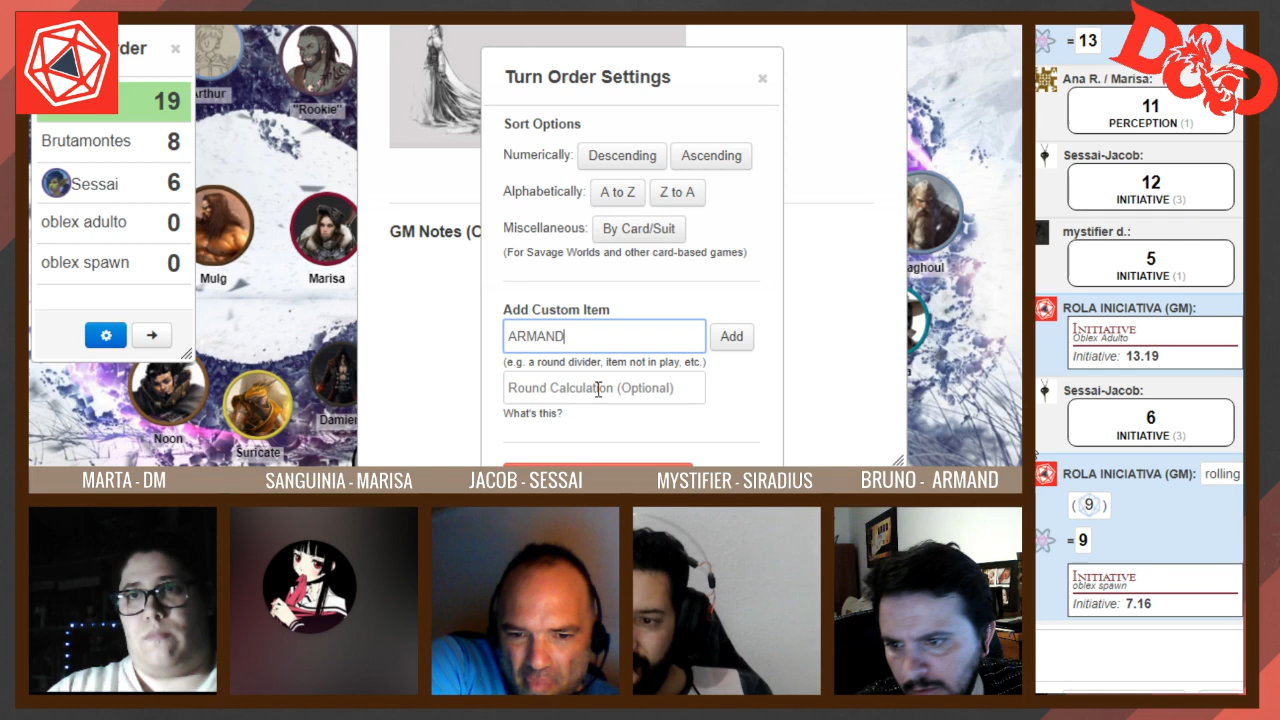 rder ×
19
Brutamontes 8
Sessai 6
oblex adulto 0
oblex spawn 0
rthur
"Rookie"
Mulg
Marisa
Noon
Suricate
Damier
aghoul
GM Notes (O
Turn Order Settings ×
Sort Options
Numerically: Descending Ascending
Alphabetically: A to Z Z to A
Miscellaneous: By Card/Suit
(For Savage Worlds and other card-based games)
Add Custom Item
ARMAND Add
(e.g. a round divider, item not in play, etc.)
Round Calculation (Optional)
What's this?
= 13
Ana R. / Marisa:
11
PERCEPTION (1)
Sessai-Jacob:
12
INITIATIVE (3)
mystifier d.:
5
INITIATIVE (1)
ROLA INICIATIVA (GM):
INITIATIVE
Oblex Adulto
Initiative: 13.19
Sessai-Jacob:
6
INITIATIVE (3)
ROLA INICIATIVA (GM): rolling
( 9 )
= 9
INITIATIVE
oblex spawn
Initiative: 7.16
D&D
MARTA - DM
SANGUINIA - MARISA
JACOB - SESSAI
MYSTIFIER - SIRADIUS
BRUNO - ARMAND